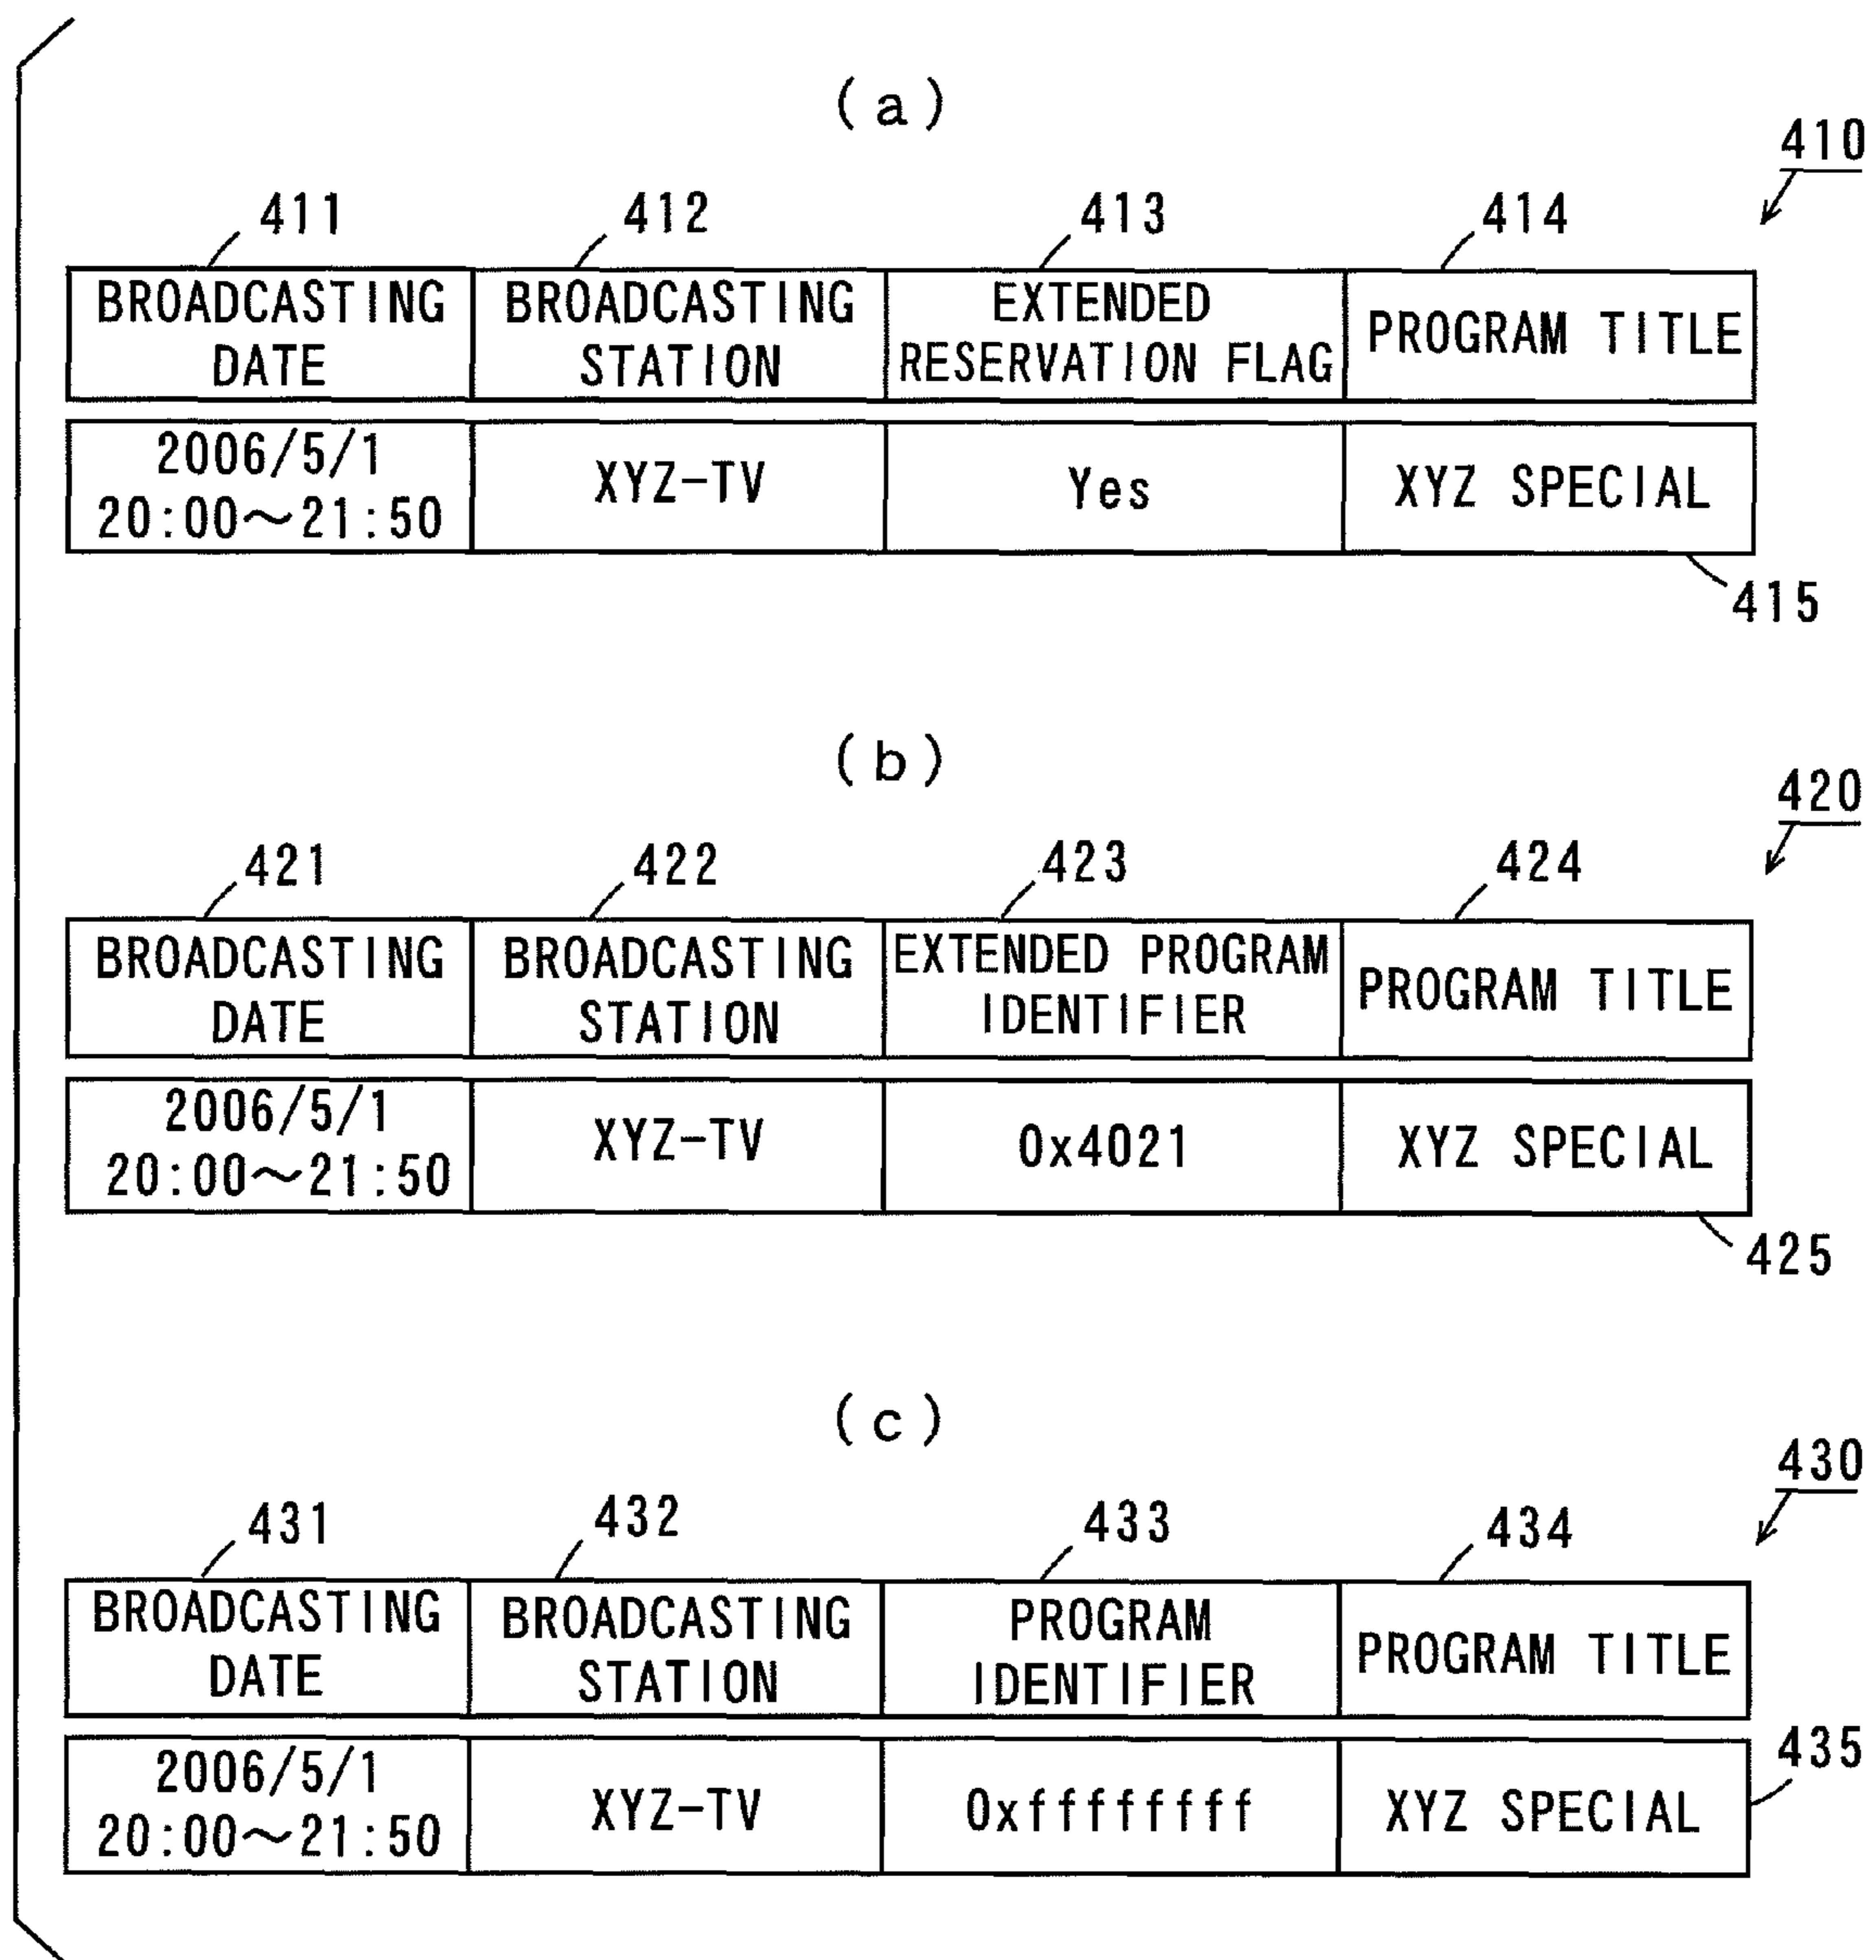 (a)
410
411 412 413 414
BROADCASTING DATE BROADCASTING STATION EXTENDED RESERVATION FLAG PROGRAM TITLE
2006/5/1 20:00〜21:50 XYZ-TV Yes XYZ SPECIAL
415
(b)
420
421 422 423 424
BROADCASTING DATE BROADCASTING STATION EXTENDED PROGRAM IDENTIFIER PROGRAM TITLE
2006/5/1 20:00〜21:50 XYZ-TV 0x4021 XYZ SPECIAL
425
(c)
430
431 432 433 434
BROADCASTING DATE BROADCASTING STATION PROGRAM IDENTIFIER PROGRAM TITLE
2006/5/1 20:00〜21:50 XYZ-TV 0xffffffff XYZ SPECIAL
435